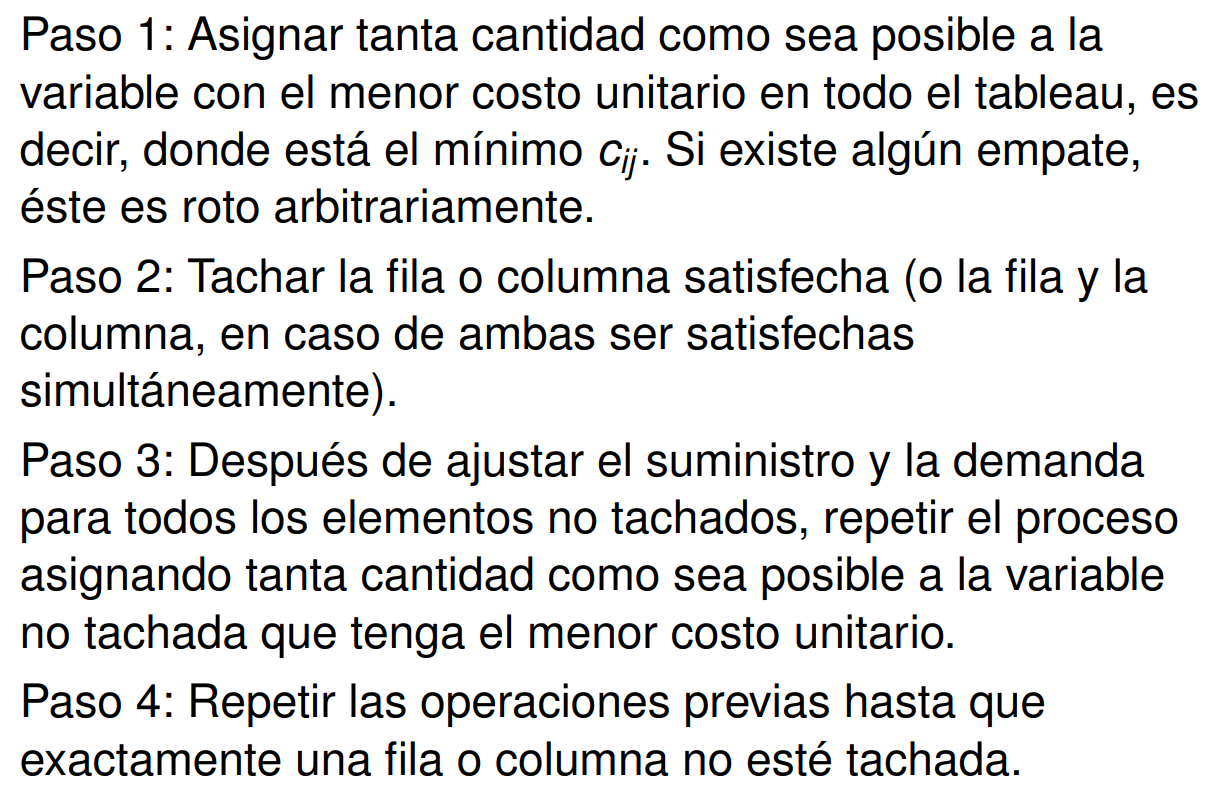 Paso 1: Asignar tanta cantidad como sea posible a la
variable con el menor costo unitario en todo el tableau, es
decir, donde está el mínimo cij. Si existe algún empate,
éste es roto arbitrariamente.
Paso 2: Tachar la fila o columna satisfecha (o la fila y la
columna, en caso de ambas ser satisfechas
simultáneamente).
Paso 3: Después de ajustar el suministro y la demanda
para todos los elementos no tachados, repetir el proceso
asignando tanta cantidad como sea posible a la variable
no tachada que tenga el menor costo unitario.
Paso 4: Repetir las operaciones previas hasta que
exactamente una fila o columna no esté tachada.